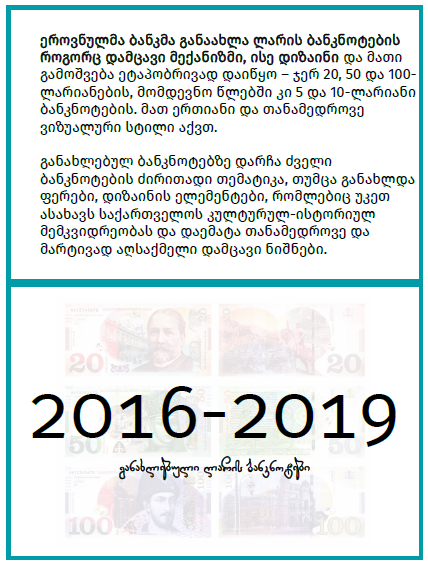 ეროვნულმა ბანკმა განაახლა ლარის ბანკნოტების
როგორც დამცავი მექანიზმი, ისე დიზაინი და მათი
გამოშვება ეტაპობრივად დაიწყო – ჯერ 20, 50 და 100-
ლარიანების, მომდევნო წლებში კი 5 და 10-ლარიანი
ბანკნოტების. მათ ერთიანი და თანამედროვე
ვიზუალური სტილი აქვთ.
განახლებულ ბანკნოტებზე დარჩა ძველი
ბანკნოტების ძირითადი თემატიკა, თუმცა განახლდა
ფერები, დიზაინის ელემენტები, რომლებიც უკეთ
ასახავს საქართველოს კულტურულ-ისტორიულ
მემკვიდრეობას და დაემატა თანამედროვე და
მარტივად აღსაქმელი დამცავი ნიშნები.
20
20
2016-2019
50
50
განახლებული ლარის ბანკნოტები
100
100